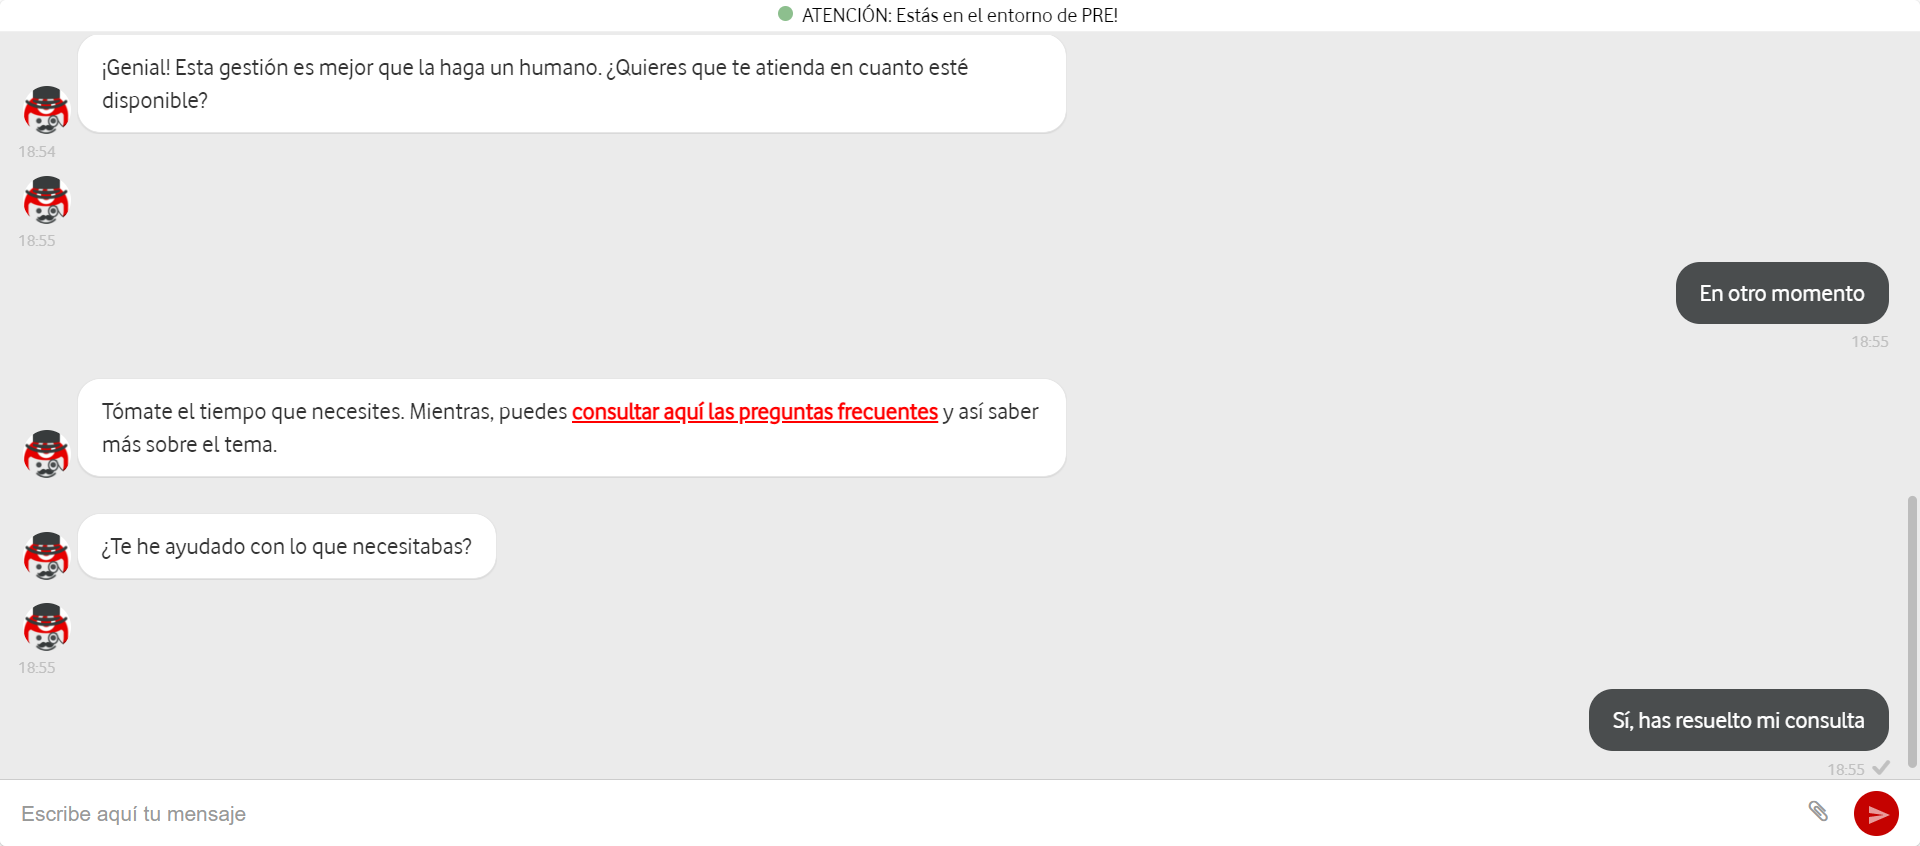 ATENCIÓN: Estás en el entorno de PRE!
¡Genial! Esta gestión es mejor que la haga un humano. ¿Quieres que te atienda en cuanto esté
disponible?
18:54
18:55
En otro momento
18:55
Tómate el tiempo que necesites. Mientras, puedes consultar aquí las preguntas frecuentes y así saber
más sobre el tema.
¿Te he ayudado con lo que necesitabas?
18:55
Sí, has resuelto mi consulta
18:55
Escribe aquí tu mensaje